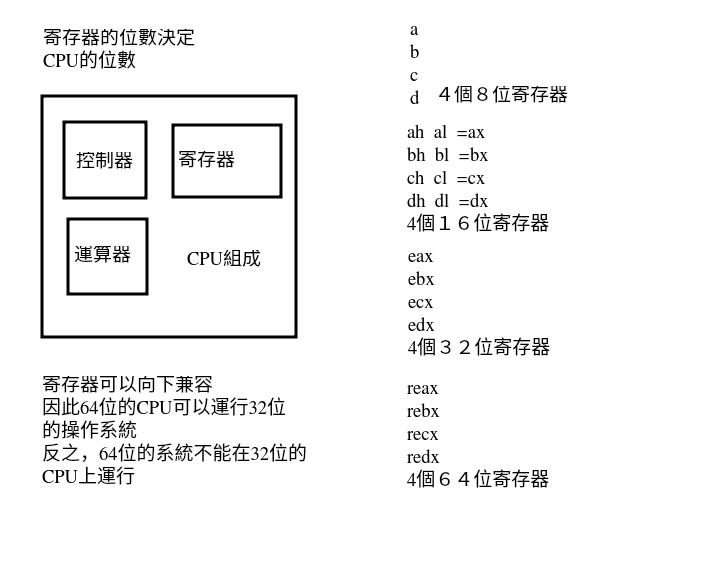 寄存器的位數決定
CPU的位數
控制器
寄存器
運算器
CPU組成
寄存器可以向下兼容
因此64位的CPU可以運行32位
的操作系統
反之，64位的系統不能在32位的
CPU上運行
a
b
c
d ４個８位寄存器
ah al =ax
bh bl =bx
ch cl =cx
dh dl =dx
4個１６位寄存器
eax
ebx
ecx
edx
4個３２位寄存器
reax
rebx
recx
redx
4個６４位寄存器